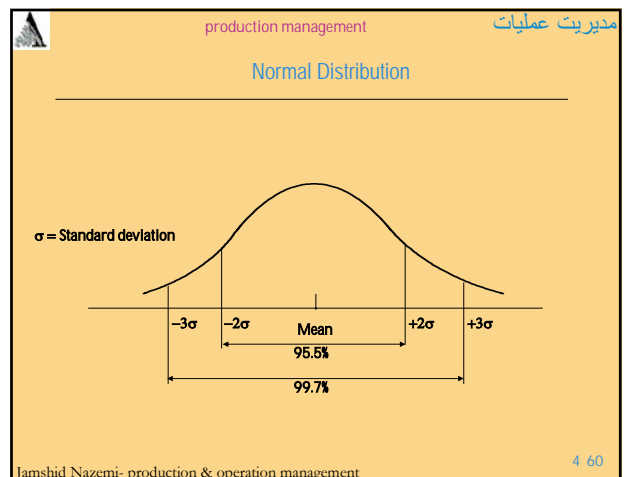 production management
مدیریت عملیات
Normal Distribution
σ = Standard deviation
−3σ −2σ Mean +2σ +3σ
95.5%
99.7%
4 60
Jamshid Nazemi- production & operation management